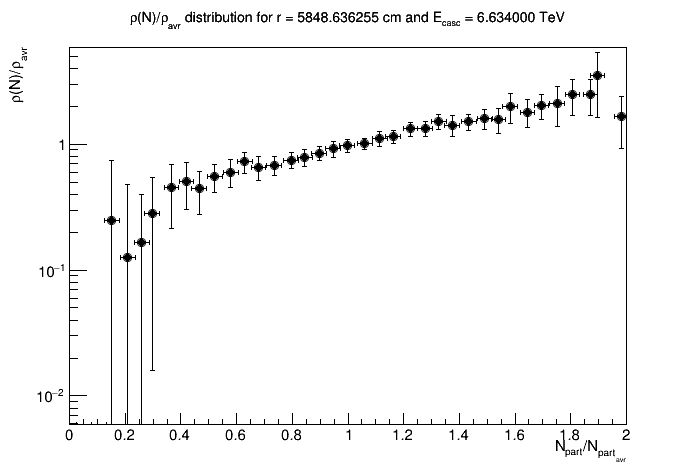 ρ(N)/ρavr distribution for r = 5848.636255 cm and Ecasc = 6.634000 TeV
ρ(N)/ρavr
1
10−1
10−2
0 0.2 0.4 0.6 0.8 1 1.2 1.4 1.6 1.8 2
Npart/Npartavr